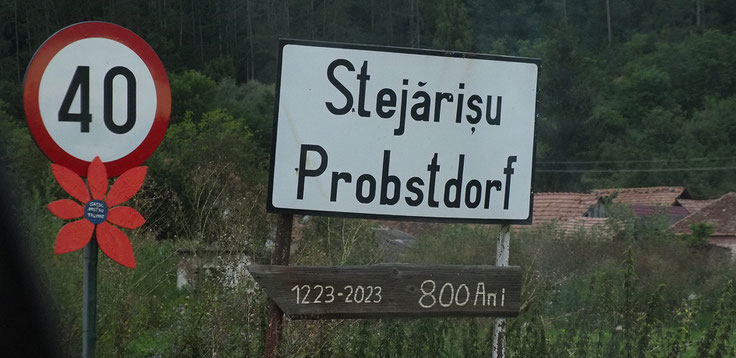 40
Stejărișu
Probstdorf
1223-2023 800 Ani